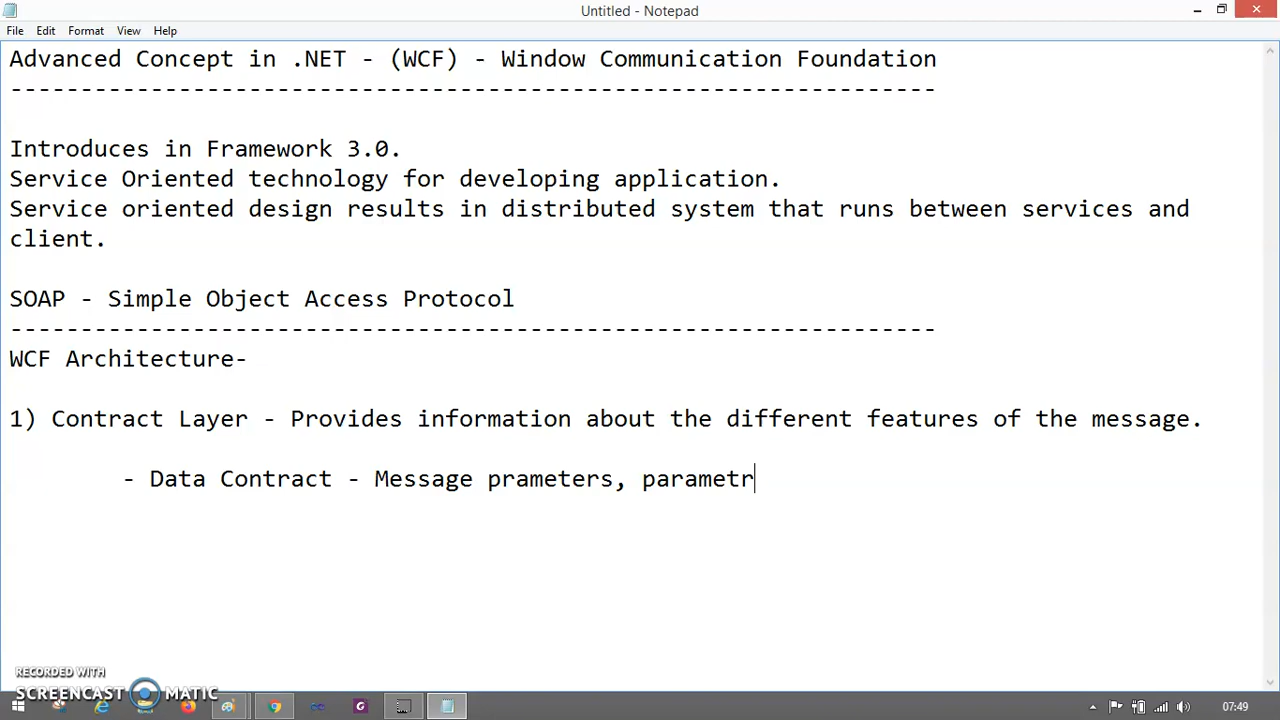 Untitled - Notepad
File Edit Format View Help
Advanced Concept in .NET - (WCF) - Window Communication Foundation
------------------------------------------------------------------
Introduces in Framework 3.0.
Service Oriented technology for developing application.
Service oriented design results in distributed system that runs between services and
client.
SOAP - Simple Object Access Protocol
------------------------------------------------------------------
WCF Architecture-
1) Contract Layer - Provides information about the different features of the message.
- Data Contract - Message prameters, parametr
RECORDED WITH
SCREENCAST MATIC
07:49